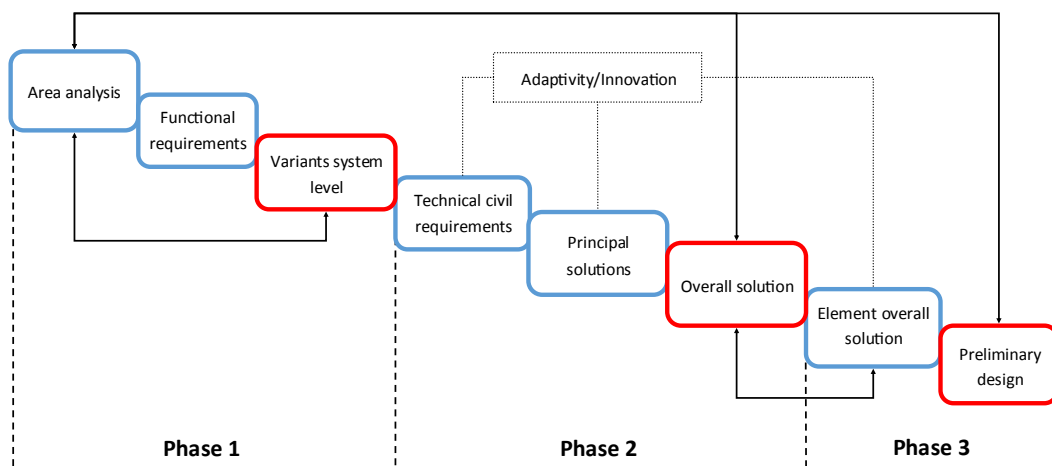 Area analysis
Functional
requirements
Variants system
level
Adaptivity/Innovation
Technical civil
requirements
Principal
solutions
Overall solution
Element overall
solution
Preliminary
design
Phase 1
Phase 2
Phase 3